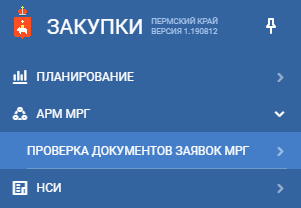 ЗАКУПКИ
ПЕРМСКИЙ КРАЙ
ВЕРСИЯ 1.190812
ПЛАНИРОВАНИЕ
АРМ МРГ
ПРОВЕРКА ДОКУМЕНТОВ ЗАЯВОК МРГ
НСИ